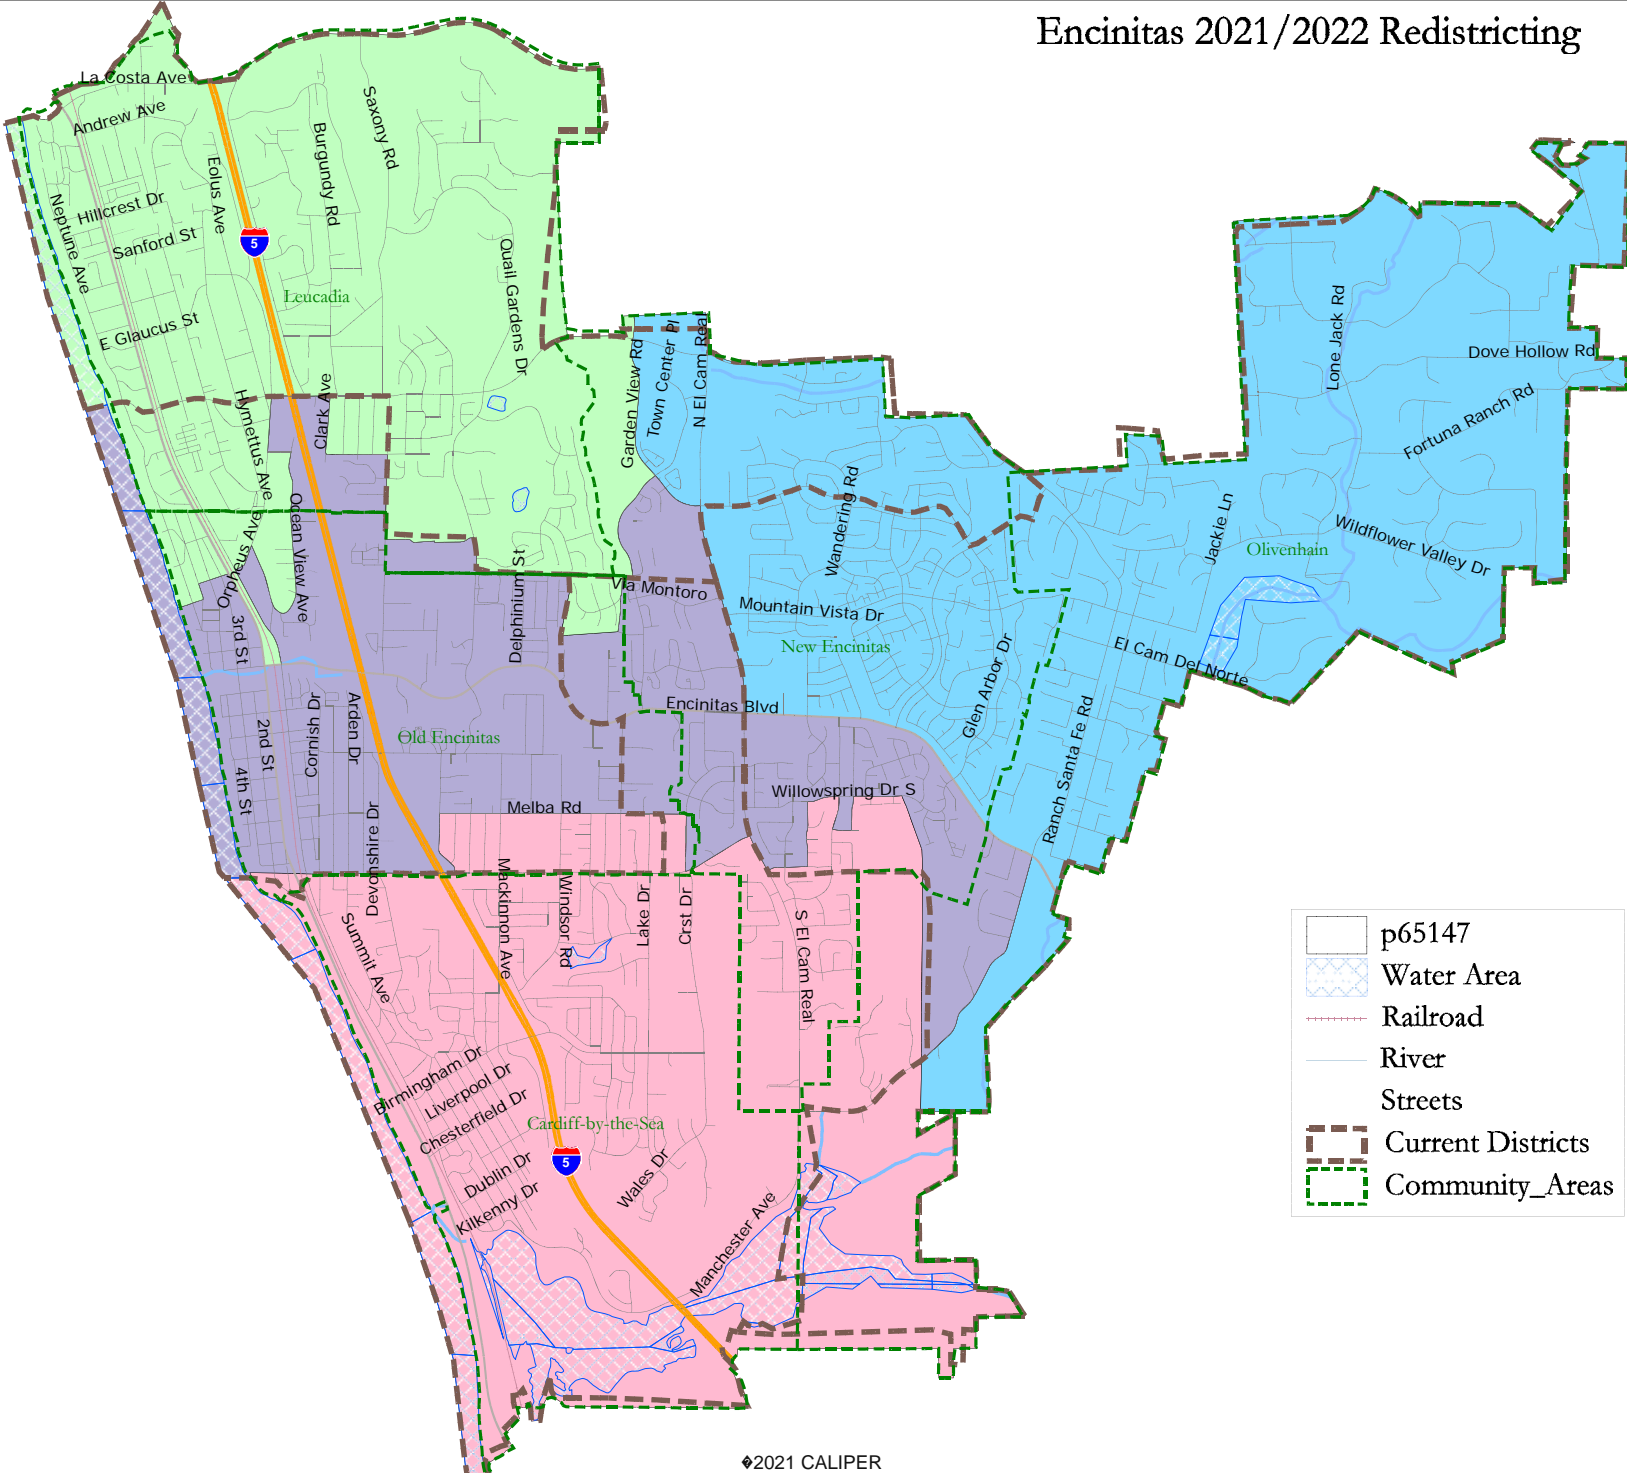 Encinitas 2021/2022 Redistricting
La Costa Ave
Andrew Ave
Saxony Rd
Burgundy Rd
Eolus Ave
Neptune Ave
Hillcrest Dr
Sanford St
5
Quail Gardens Dr
Leucadia
E Glaucus St
Lone Jack Rd
Dove Hollow Rd
Garden View Rd
Town Center Pl
N El Cam Real
Clark Ave
Hymettus Ave
Fortuna Ranch Rd
Wandering Rd
Ocean View Ave
Orpheus Ave
Jackie Ln
Olivenhain
Wildflower Valley Dr
Delphinium St
Via Montoro
Mountain Vista Dr
3rd St
New Encinitas
Glen Arbor Dr
El Cam Del Norte
Encinitas Blvd
2nd St
Cornish Dr
Arden Dr
Old Encinitas
Ranch Santa Fe Rd
4th St
Willowspring Dr S
Melba Rd
Devonshire Dr
Mackinnon Ave
Windsor Rd
Lake Dr
Crst Dr
Summit Ave
S El Cam Real
p65147
Water Area
Railroad
River
Streets
Current Districts
Community_Areas
Birmingham Dr
Liverpool Dr
Chesterfield Dr
Cardiff-by-the-Sea
5
Dublin Dr
Kilkenny Dr
Wales Dr
Manchester Ave
�2021 CALIPER